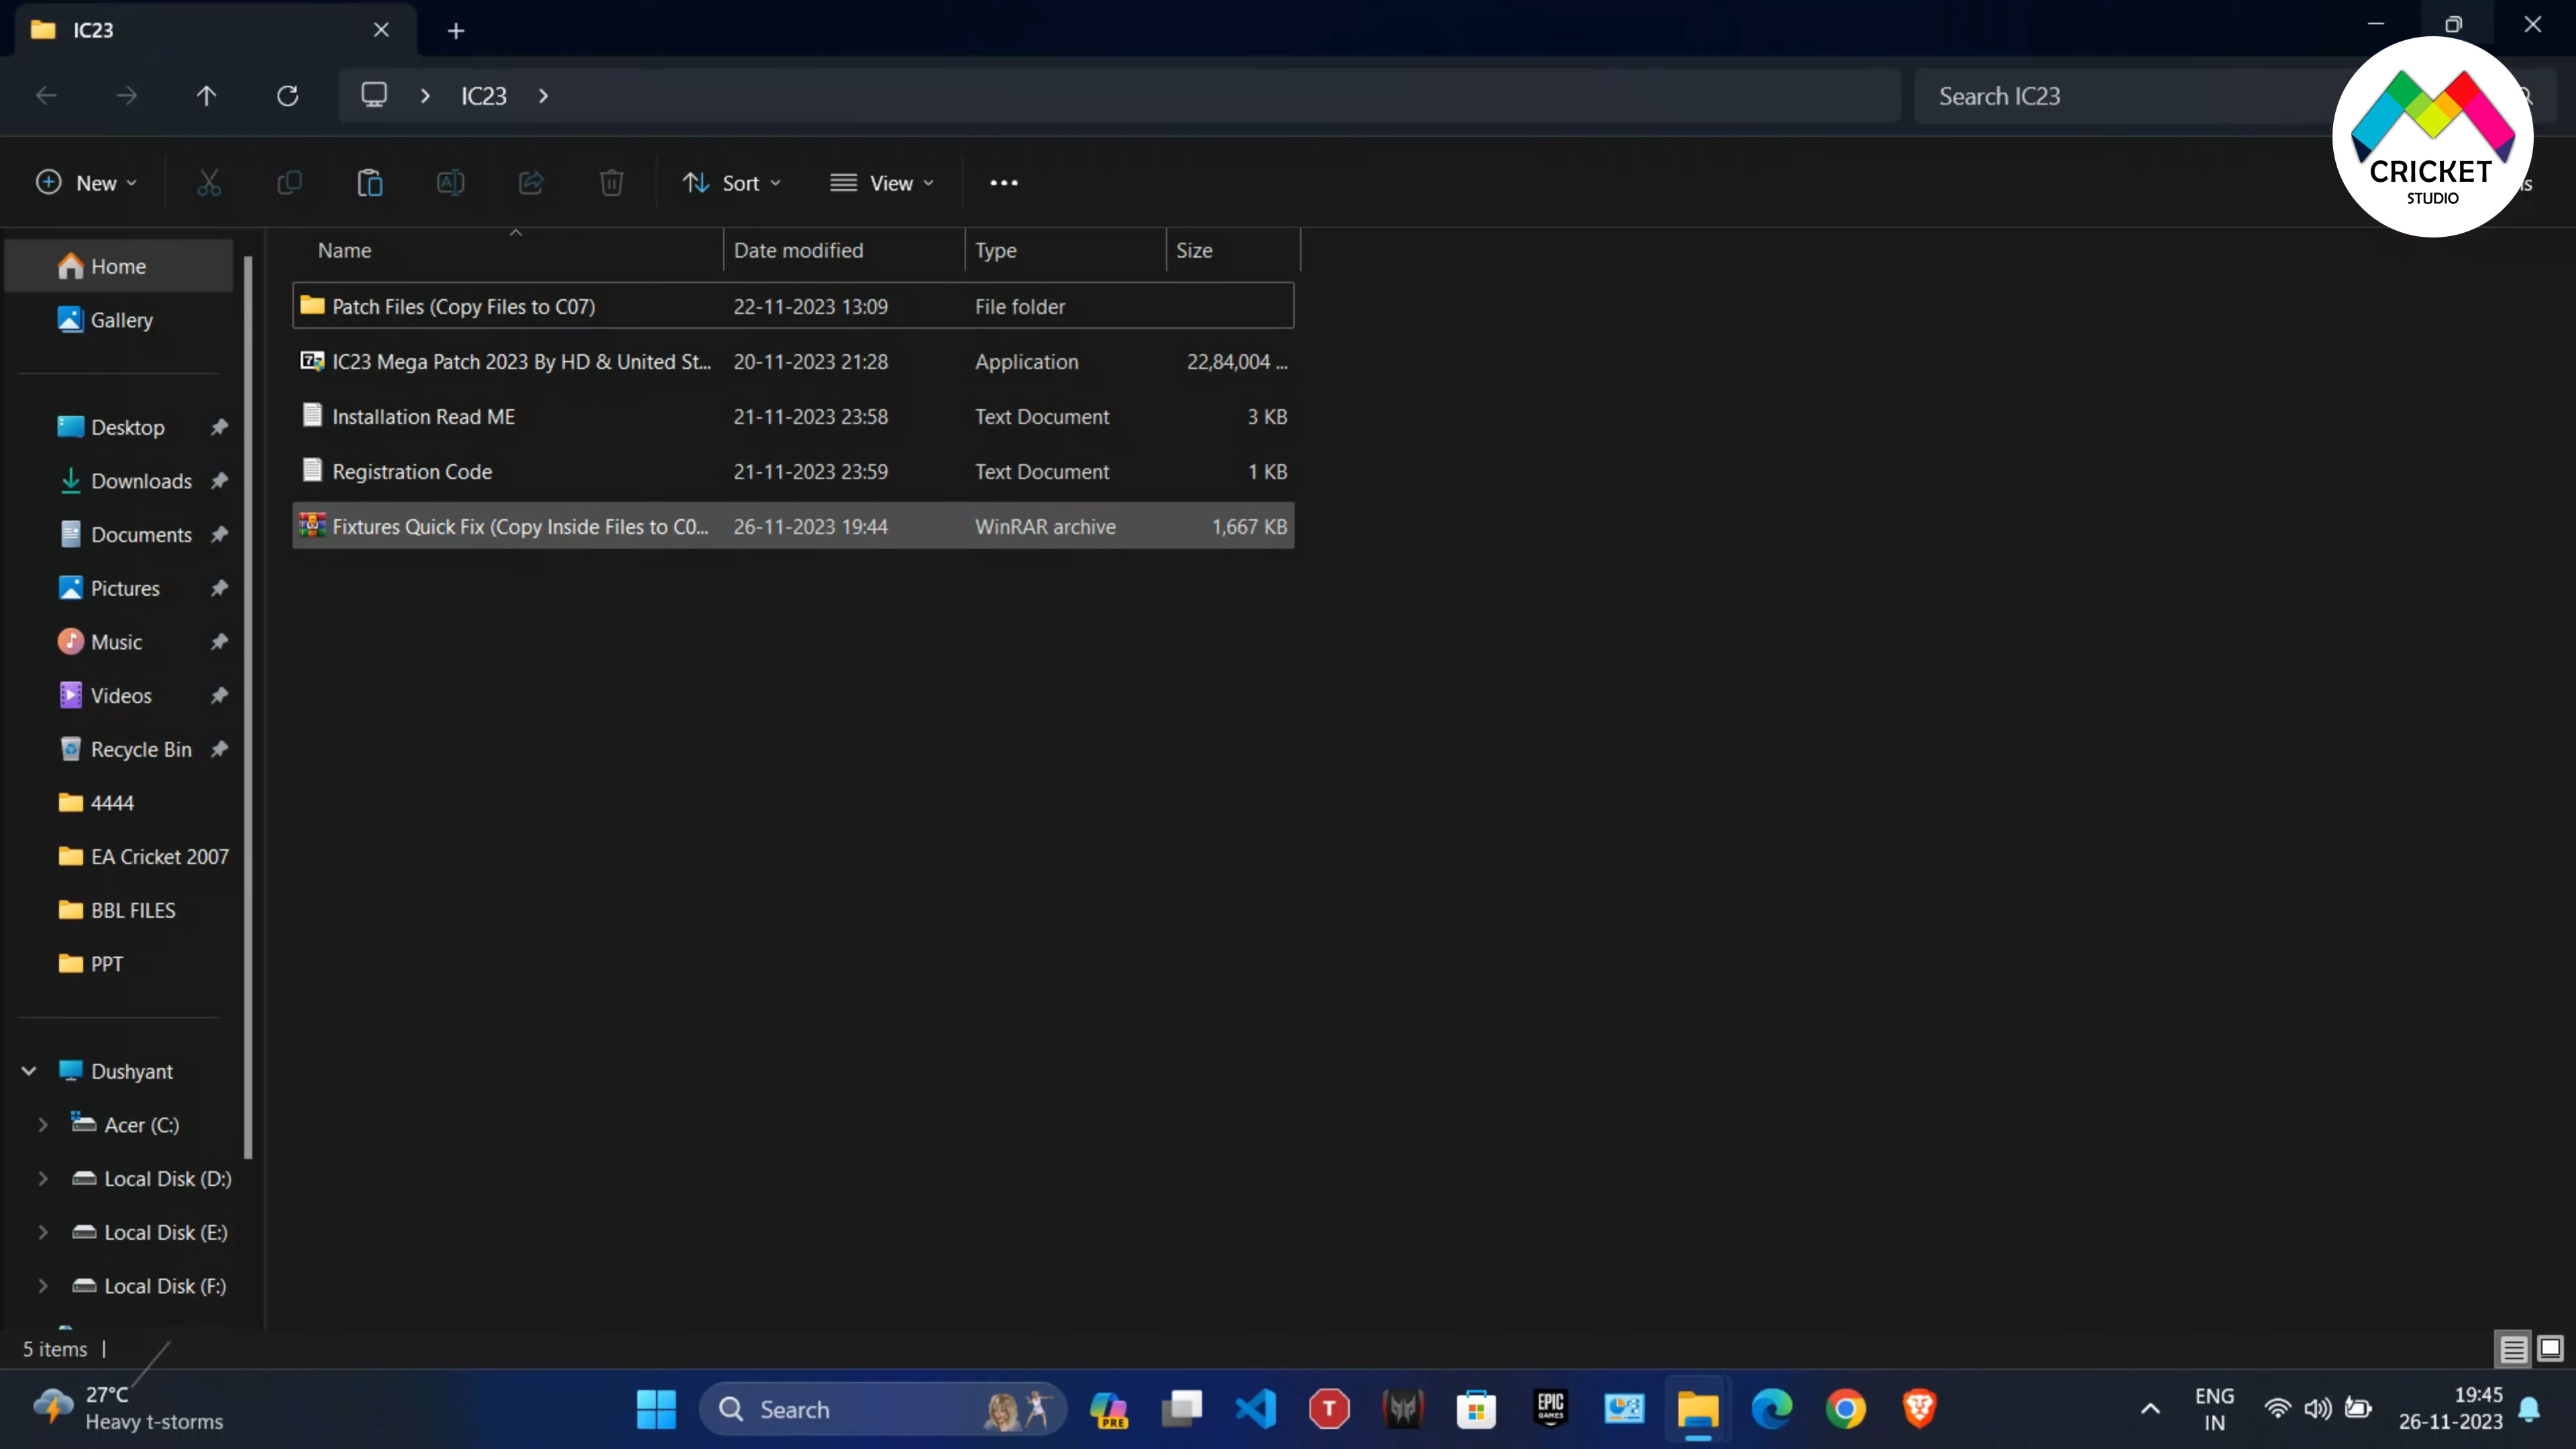 IC23
IC23
Search IC23
CRICKET
STUDIO
New
Sort
View
Name
Date modified
Type
Size
Home
Gallery
Desktop
Downloads
Documents
Pictures
Music
Videos
Recycle Bin
4444
EA Cricket 2007
BBL FILES
PPT
Dushyant
Acer (C:)
Local Disk (D:)
Local Disk (E:)
Local Disk (F:)
Patch Files (Copy Files to C07) 22-11-2023 13:09 File folder
IC23 Mega Patch 2023 By HD & United St... 20-11-2023 21:28 Application 22,84,004 ...
Installation Read ME 21-11-2023 23:58 Text Document 3 KB
Registration Code 21-11-2023 23:59 Text Document 1 KB
Fixtures Quick Fix (Copy Inside Files to C0... 26-11-2023 19:44 WinRAR archive 1,667 KB
5 items
27°C
Heavy t-storms
Search
PRE
T
EPIC
GAMES
ENG
IN
19:45
26-11-2023